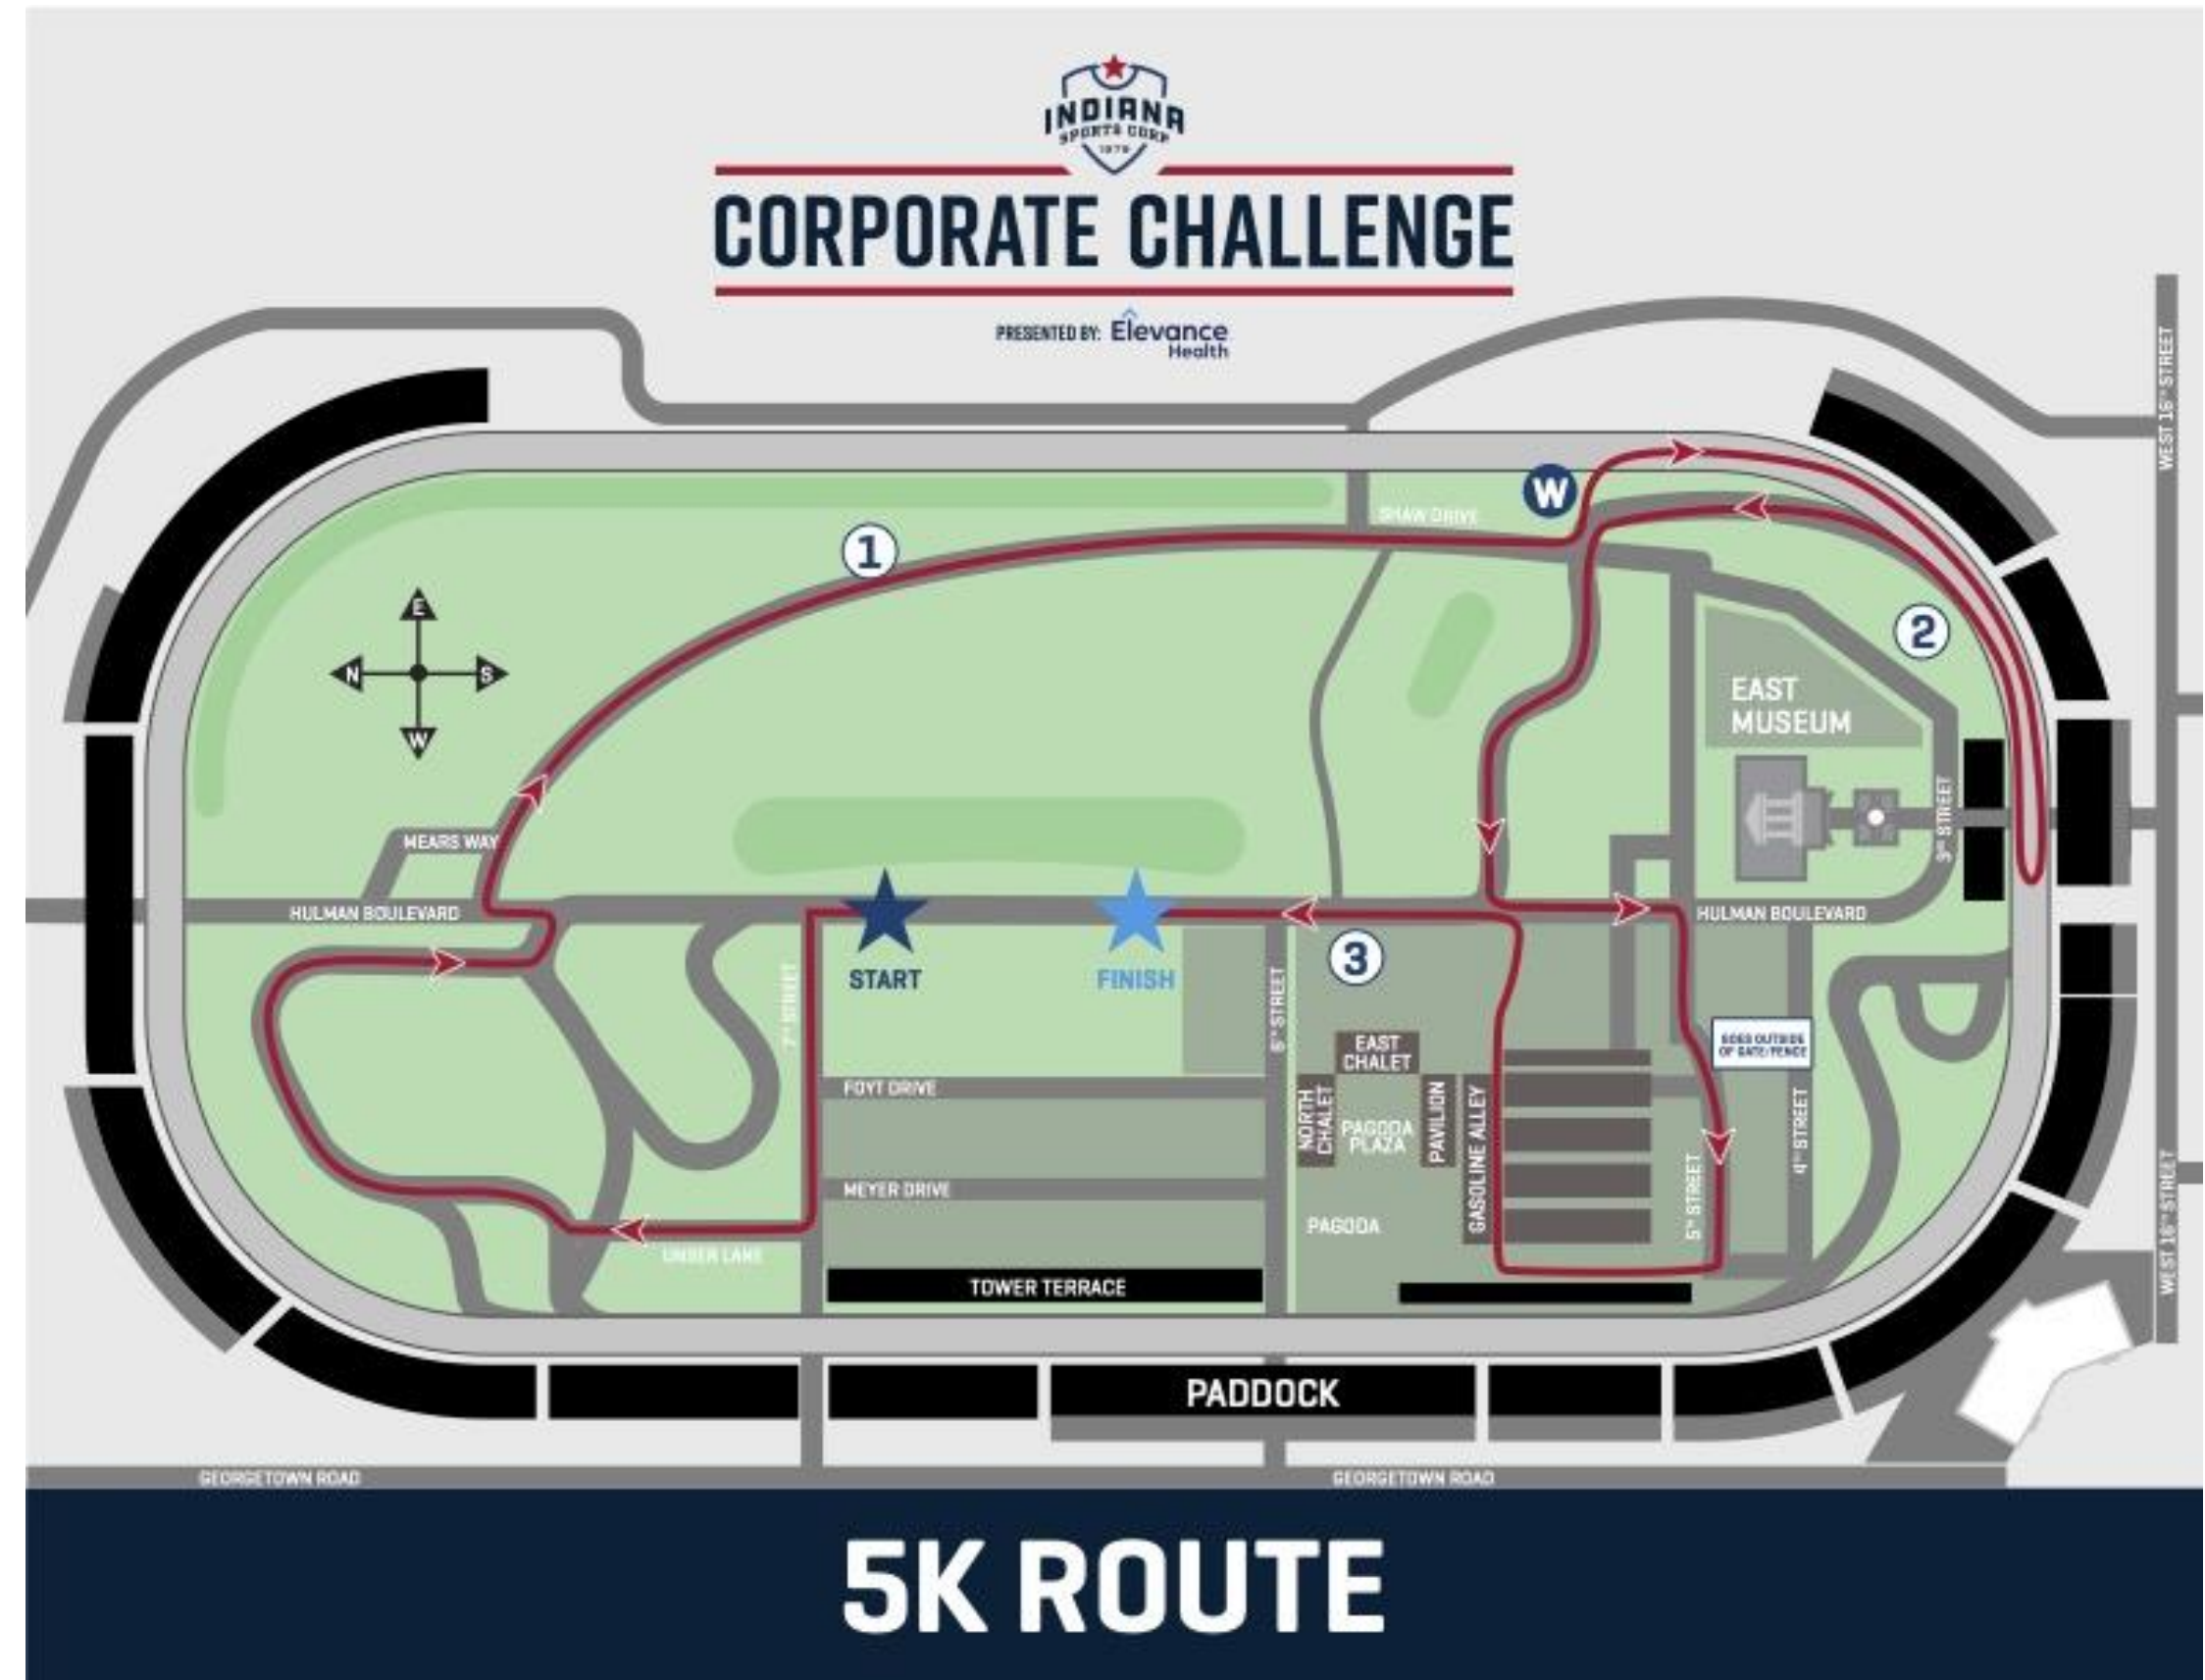 INDIANA
SPORTS CORP
1979
CORPORATE CHALLENGE
PRESENTED BY: Elevance
Health
WEST 16TH STREET
W
SHAW DRIVE
1
E
N
S
W
2
EAST
MUSEUM
MEARS WAY
3RD STREET
HULMAN BOULEVARD
HULMAN BOULEVARD
START
FINISH
3
7TH STREET
6TH STREET
GOES OUTSIDE
OF GATE/FENCE
EAST
CHALET
FOYT DRIVE
NORTH
CHALET
PAGODA
PLAZA
PAVILION
GASOLINE ALLEY
4TH STREET
5TH STREET
MEYER DRIVE
PAGODA
UNSER LANE
WEST 16TH STREET
TOWER TERRACE
PADDOCK
GEORGETOWN ROAD
GEORGETOWN ROAD
5K ROUTE